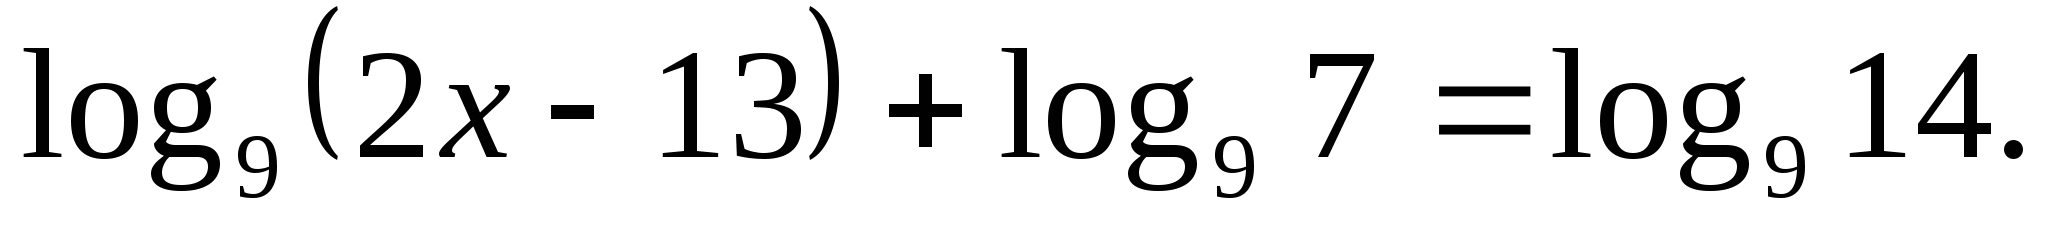 log₉(2x - 13) + log₉ 7 = log₉ 14.